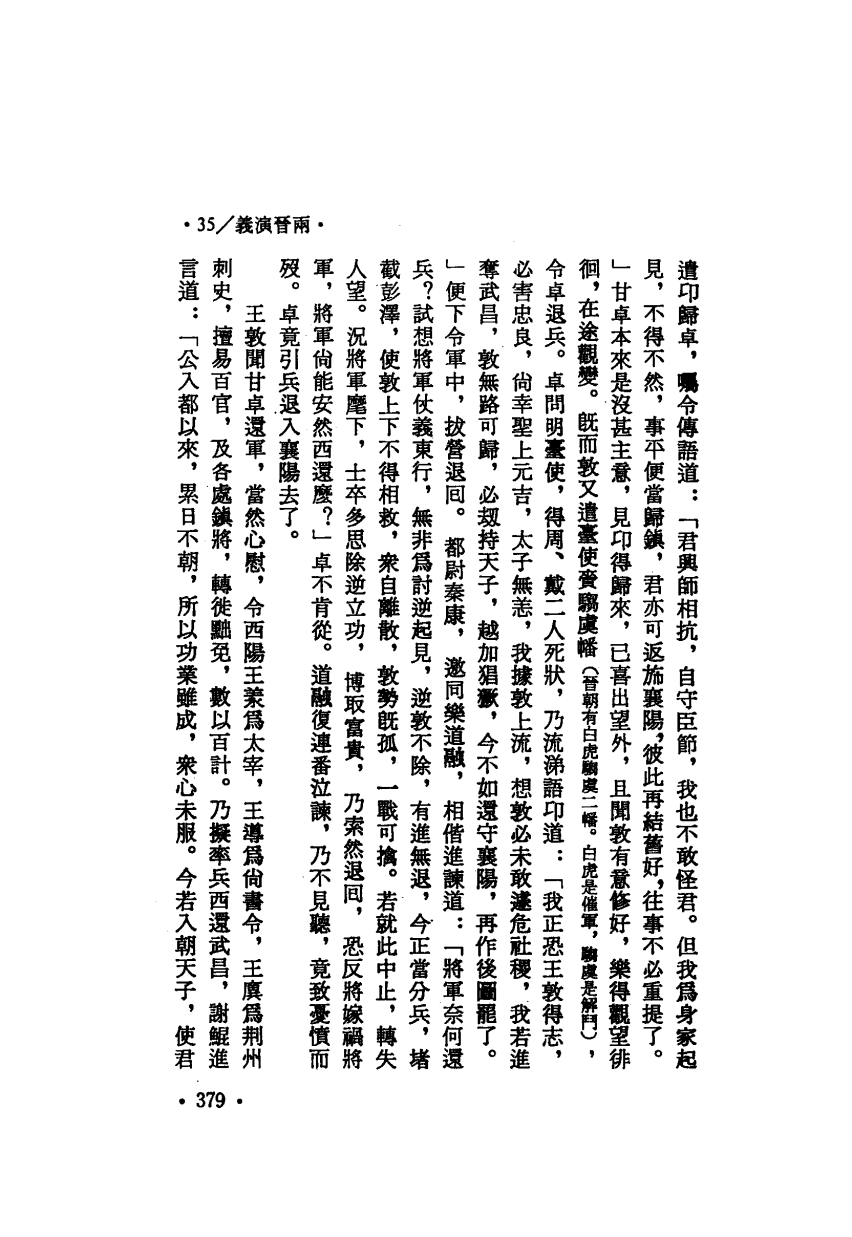 ·35／義演晉兩·
遣印歸卓，囑令傳語道：「君興師相抗，自守臣節，我也不敢怪君。但我爲身家起
見，不得不然，事平便當歸鎭，君亦可返旆襄陽，彼此再結舊好，往事不必重提了。
」甘卓本來是沒甚主意，見卬得歸來，已喜出望外，且聞敦有意修好，樂得觀望徘
徊，在途觀變。旣而敦又遣臺使齎騶虞幡（晉朝有白虎騶虞二幡。白虎是催軍，騶虞是解鬥），
令卓退兵。卓問明臺使，得周、戴二人死狀，乃流涕語卬道：「我正恐王敦得志，
必害忠良，尙幸聖上元吉，太子無恙，我據敦上流，想敦必未敢遽危社稷，我若進
奪武昌，敦無路可歸，必刼持天子，越加猖獗，今不如還守襄陽，再作後圖罷了。
」便下令軍中，拔營退回。都尉秦康，邀同樂道融，相偕進諫道：「將軍奈何還
兵？試想將軍仗義東行，無非爲討逆起見，逆敦不除，有進無退，今正當分兵，堵
截彭澤，使敦上下不得相救，衆自離散，敦勢旣孤，一戰可擒。若就此中止，轉失
人望。況將軍麾下，士卒多思除逆立功，博取富貴，乃索然退回，恐反將嫁禍將
軍，將軍尙能安然西還麼？」卓不肯從。道融復連番泣諫，乃不見聽，竟致憂憤而
歿。卓竟引兵退入襄陽去了。
王敦聞甘卓還軍，當然心慰，令西陽王羕爲太宰，王導爲尙書令，王廙爲荆州
刺史，擅易百官，及各處鎭將，轉徙黜免，數以百計。乃擬率兵西還武昌，謝鯤進
言道：「公入都以來，累日不朝，所以功業雖成，衆心未服。今若入朝天子，使君
·379·